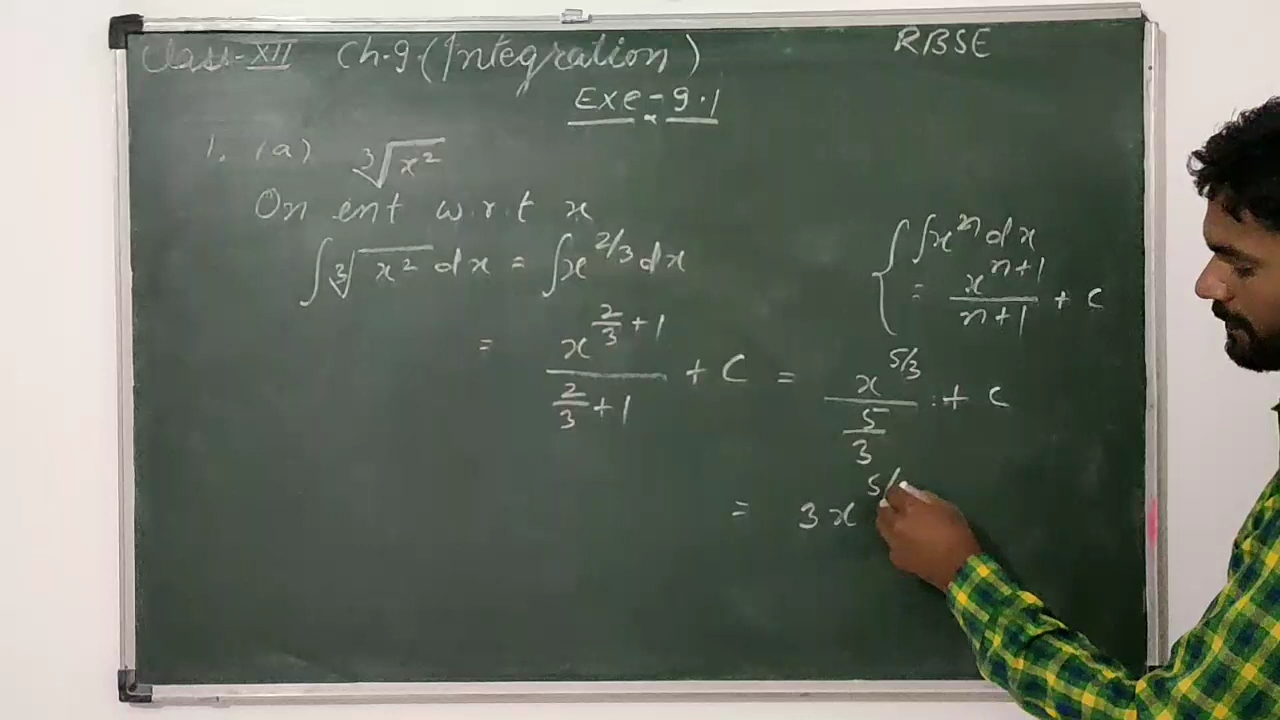 Class-XII Ch.9.(Integration) RBSE
Exe-9.1
1. (a) ∛x²
On int w.r.t x
∫∛x² dx = ∫x^2/3 dx
{∫x^n dx
= x^n+1/n+1 + c
= x^2/3+1/2/3+1 + C = x^5/3/5/3 + c
= 3x^5/